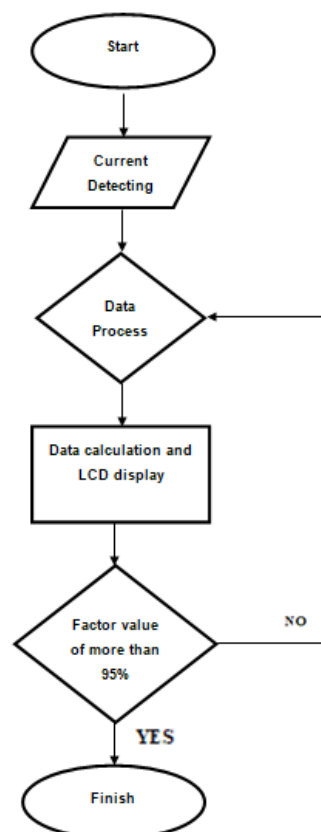 Start
Current
Detecting
Data
Process
Data calculation and
LCD display
Factor value
of more than
95%
NO
YES
Finish